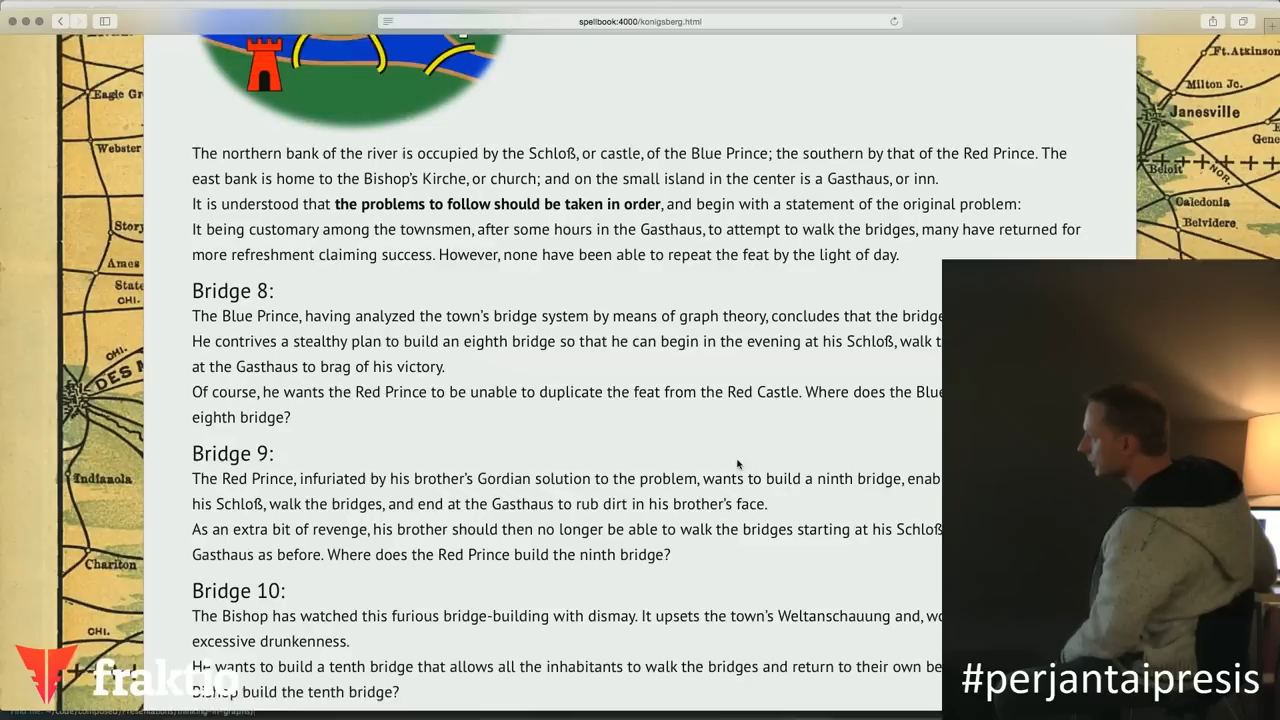 spellbook:4000/konigsberg.html
Eagle Gr
Webster
Story
Ames
State
CHI.
CHI.
DES M
Indianola
Chariton
CHI.
Ft.Atkinson
Milton Jc.
Janesville
Gene
Beloit
NOR.
Caledonia
Belvidere
The northern bank of the river is occupied by the Schloß, or castle, of the Blue Prince; the southern by that of the Red Prince. The
east bank is home to the Bishop's Kirche, or church; and on the small island in the center is a Gasthaus, or inn.
It is understood that the problems to follow should be taken in order, and begin with a statement of the original problem:
It being customary among the townsmen, after some hours in the Gasthaus, to attempt to walk the bridges, many have returned for
more refreshment claiming success. However, none have been able to repeat the feat by the light of day.
Bridge 8:
The Blue Prince, having analyzed the town's bridge system by means of graph theory, concludes that the bridge
He contrives a stealthy plan to build an eighth bridge so that he can begin in the evening at his Schloß, walk t
at the Gasthaus to brag of his victory.
Of course, he wants the Red Prince to be unable to duplicate the feat from the Red Castle. Where does the Blue
eighth bridge?
Bridge 9:
The Red Prince, infuriated by his brother's Gordian solution to the problem, wants to build a ninth bridge, enab
his Schloß, walk the bridges, and end at the Gasthaus to rub dirt in his brother's face.
As an extra bit of revenge, his brother should then no longer be able to walk the bridges starting at his Schloß
Gasthaus as before. Where does the Red Prince build the ninth bridge?
Bridge 10:
The Bishop has watched this furious bridge-building with dismay. It upsets the town's Weltanschauung and, wo
excessive drunkenness.
He wants to build a tenth bridge that allows all the inhabitants to walk the bridges and return to their own be
Bishop build the tenth bridge?
fraktio
#perjantaipresis